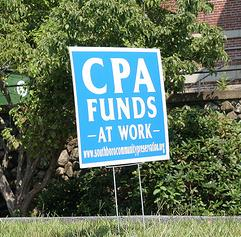 CPA
FUNDS
- AT WORK -
www.southborocommunitypreservation.org